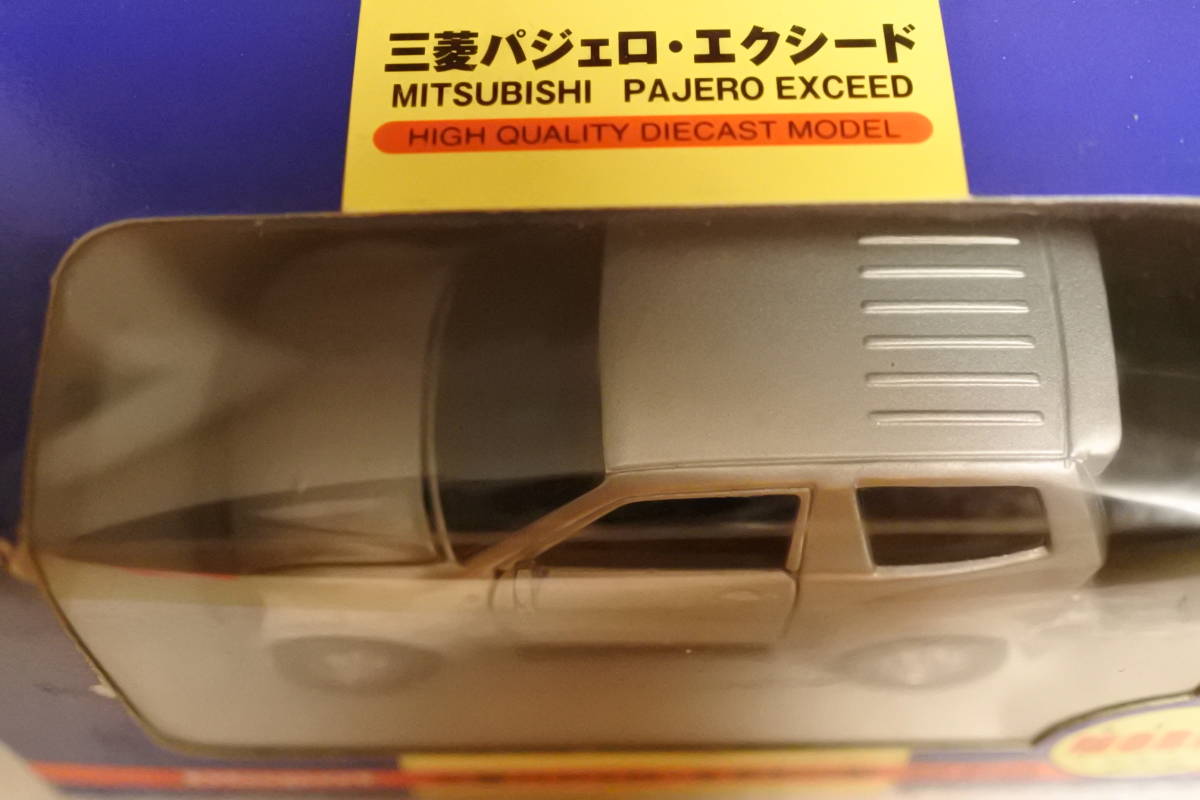 三菱パジェロ・エクシード
MITSUBISHI PAJERO EXCEED
HIGH QUALITY DIECAST MODEL